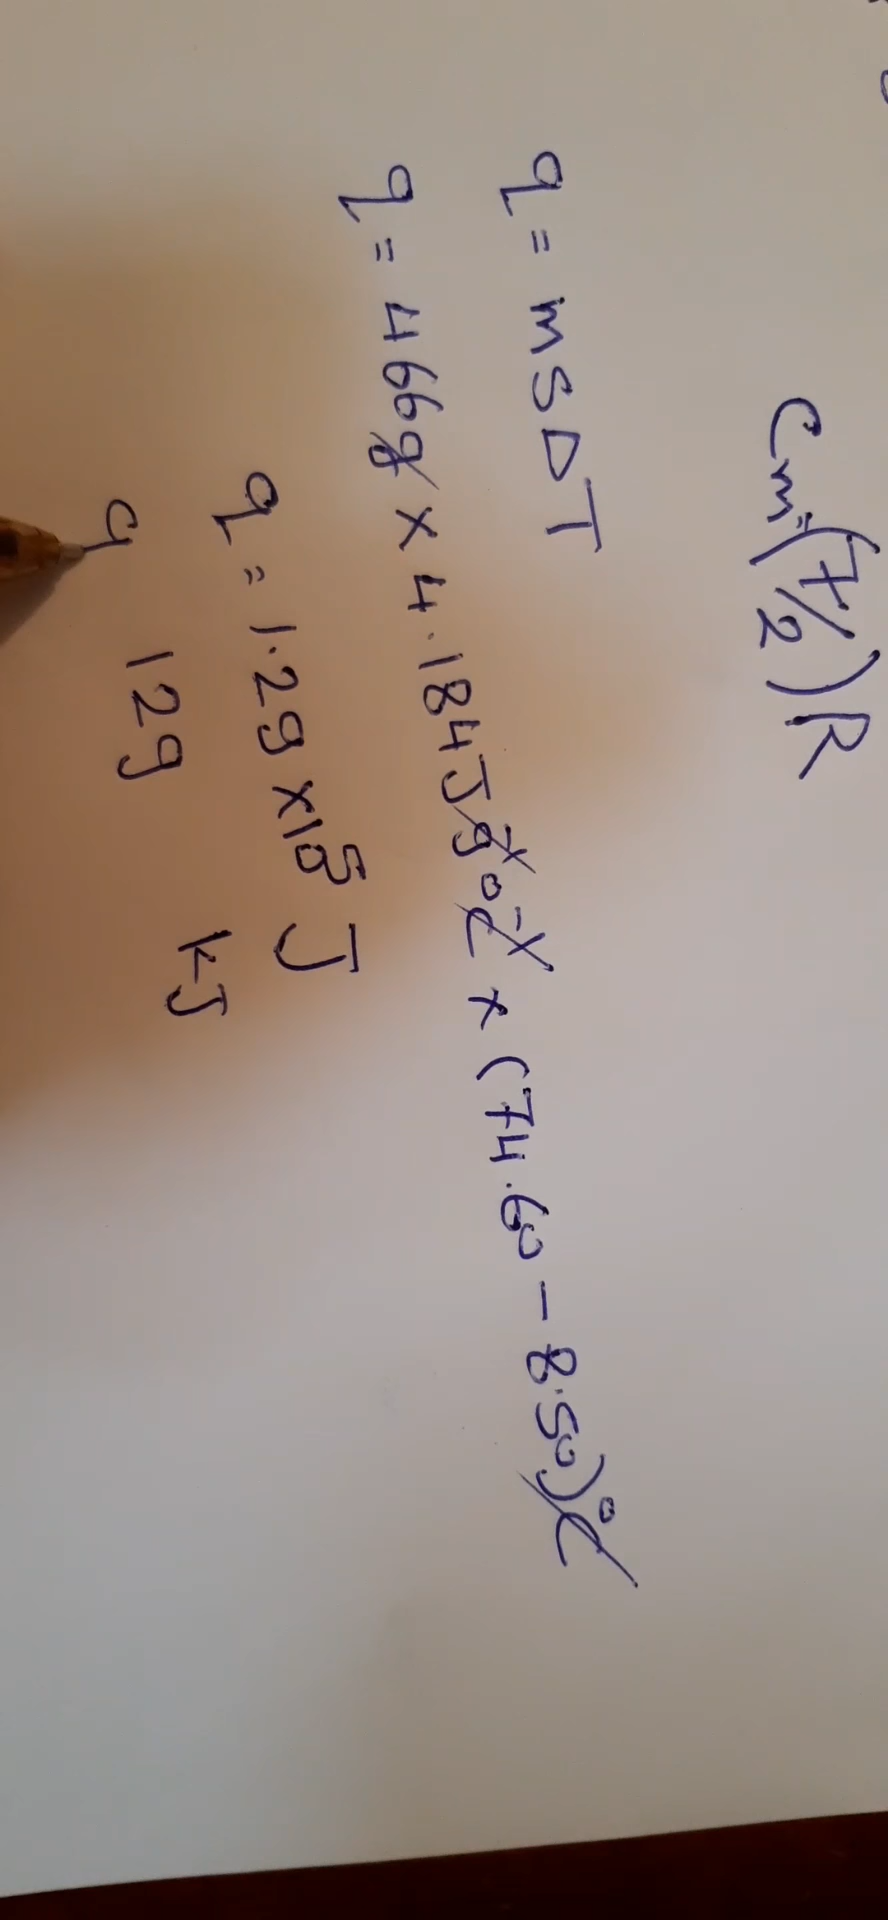 Cm=(7/2)R
q = msΔT
q = 466g × 4.184Jg⁻¹°C⁻¹ × (74.60 - 8.50)°C
q = 1.29 × 10⁵ J
129 kJ
q